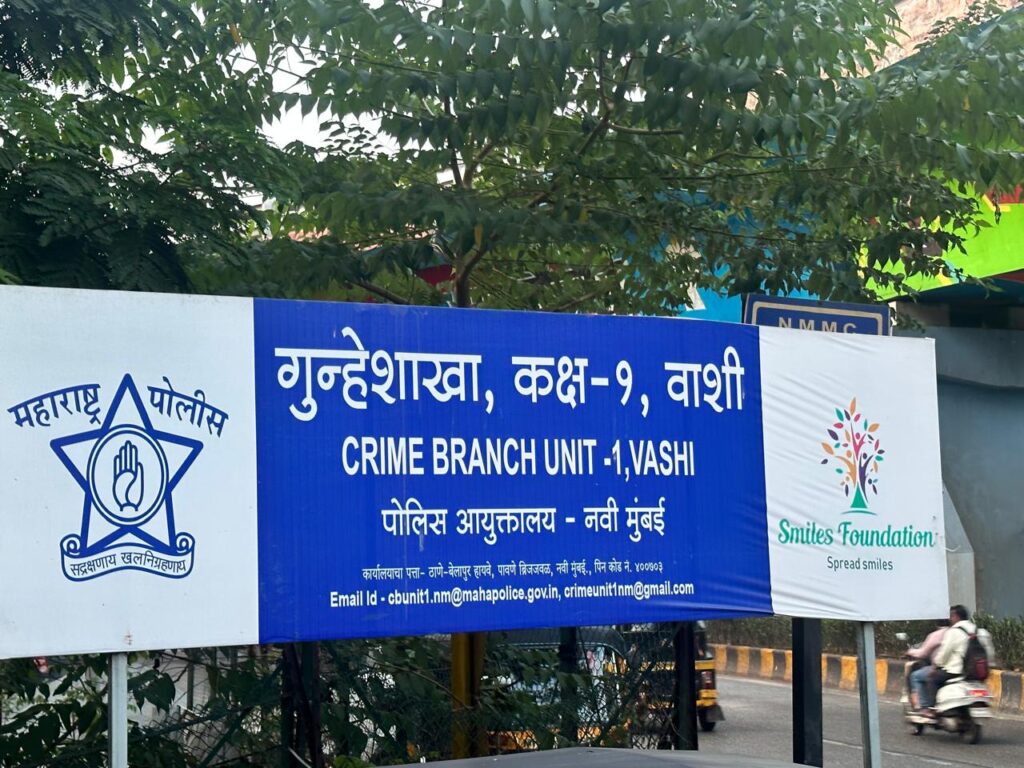 महाराष्ट्र पोलीस
सद्रक्षणाय खलनिग्रहणाय
गुन्हेशाखा, कक्ष-१, वाशी
CRIME BRANCH UNIT -1,VASHI
पोलिस आयुक्तालय - नवी मुंबई
कार्यालयाचा पत्ता- ठाणे-बेलापुर हायवे, पावणे ब्रिजजवळ, नवी मुंबई., पिन कोड नं. ४००७०३
Email Id - cbunit1.nm@mahapolice.gov.in, crimeunit1nm@gmail.com
NMMC
Smiles Foundation
Spread smiles